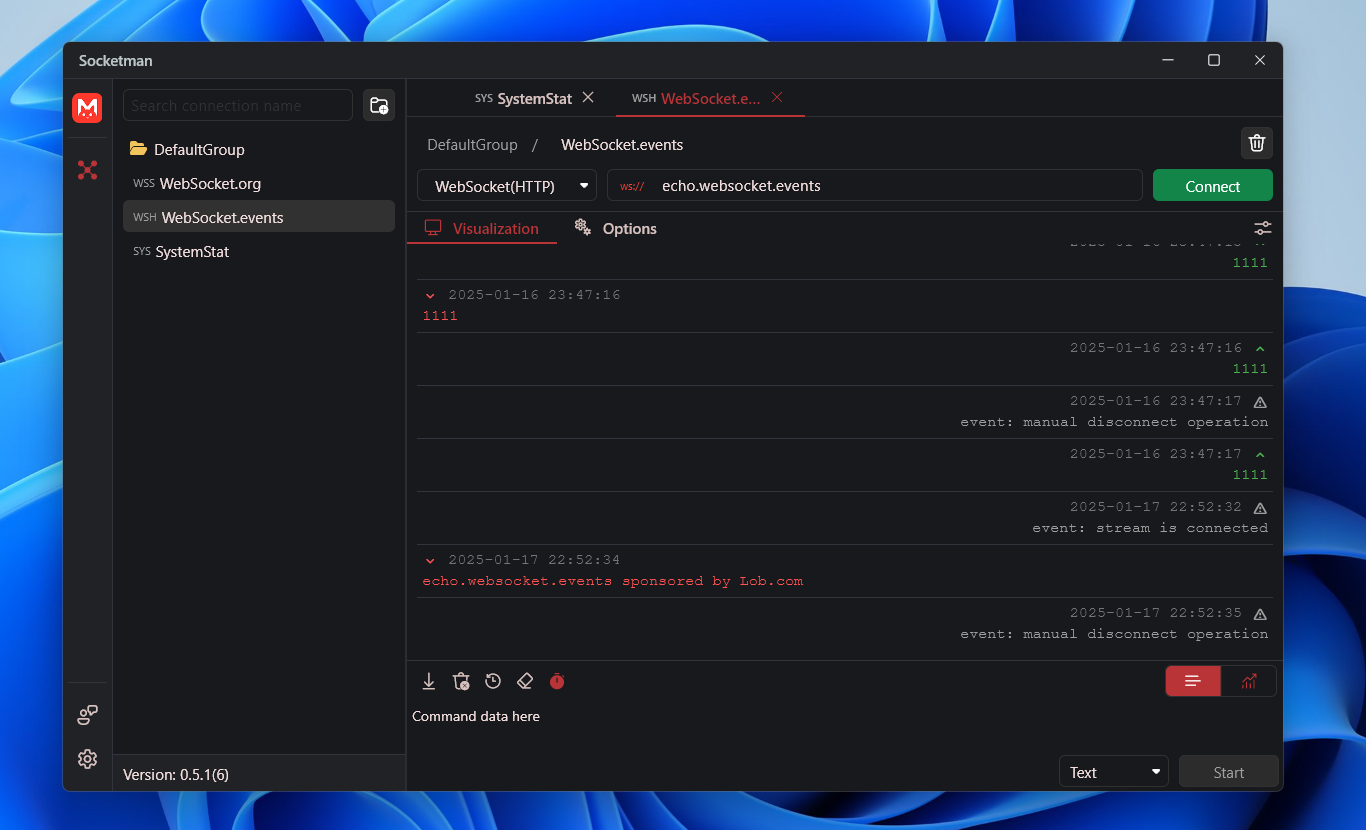 Socketman
Search connection name
DefaultGroup
WSS WebSocket.org
WSH WebSocket.events
SYS SystemStat
Version: 0.5.1(6)
SYS SystemStat
WSH WebSocket.e...
DefaultGroup / WebSocket.events
WebSocket(HTTP)
ws:// echo.websocket.events
Connect
Visualization
Options
1111
2025-01-16 23:47:16
1111
2025-01-16 23:47:16
1111
2025-01-16 23:47:17
event: manual disconnect operation
2025-01-16 23:47:17
1111
2025-01-17 22:52:32
event: stream is connected
2025-01-17 22:52:34
echo.websocket.events sponsored by Lob.com
2025-01-17 22:52:35
event: manual disconnect operation
Command data here
Text
Start